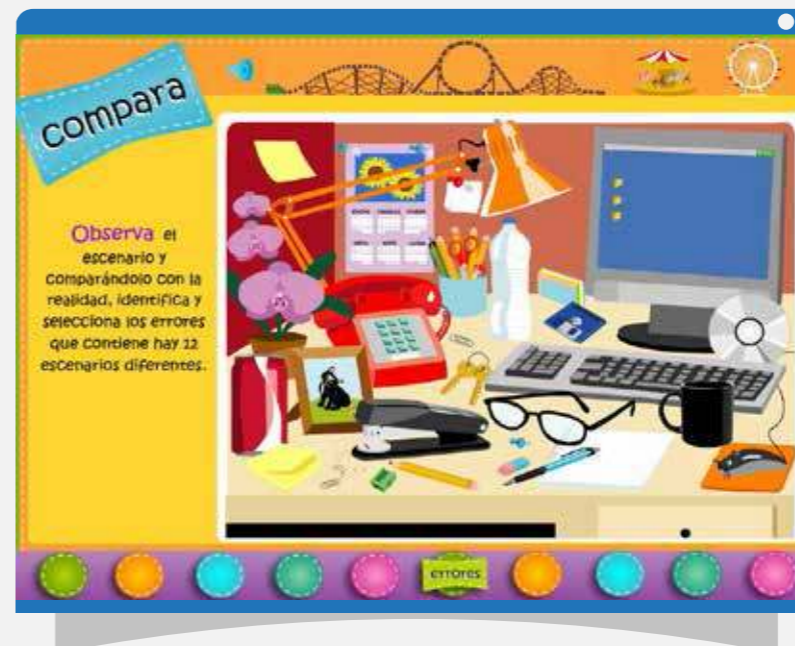 compara
Observa el
escenario y
comparándolo con la
realidad, identifica y
selecciona los errores
que contiene hay 12
escenarios diferentes.
errores